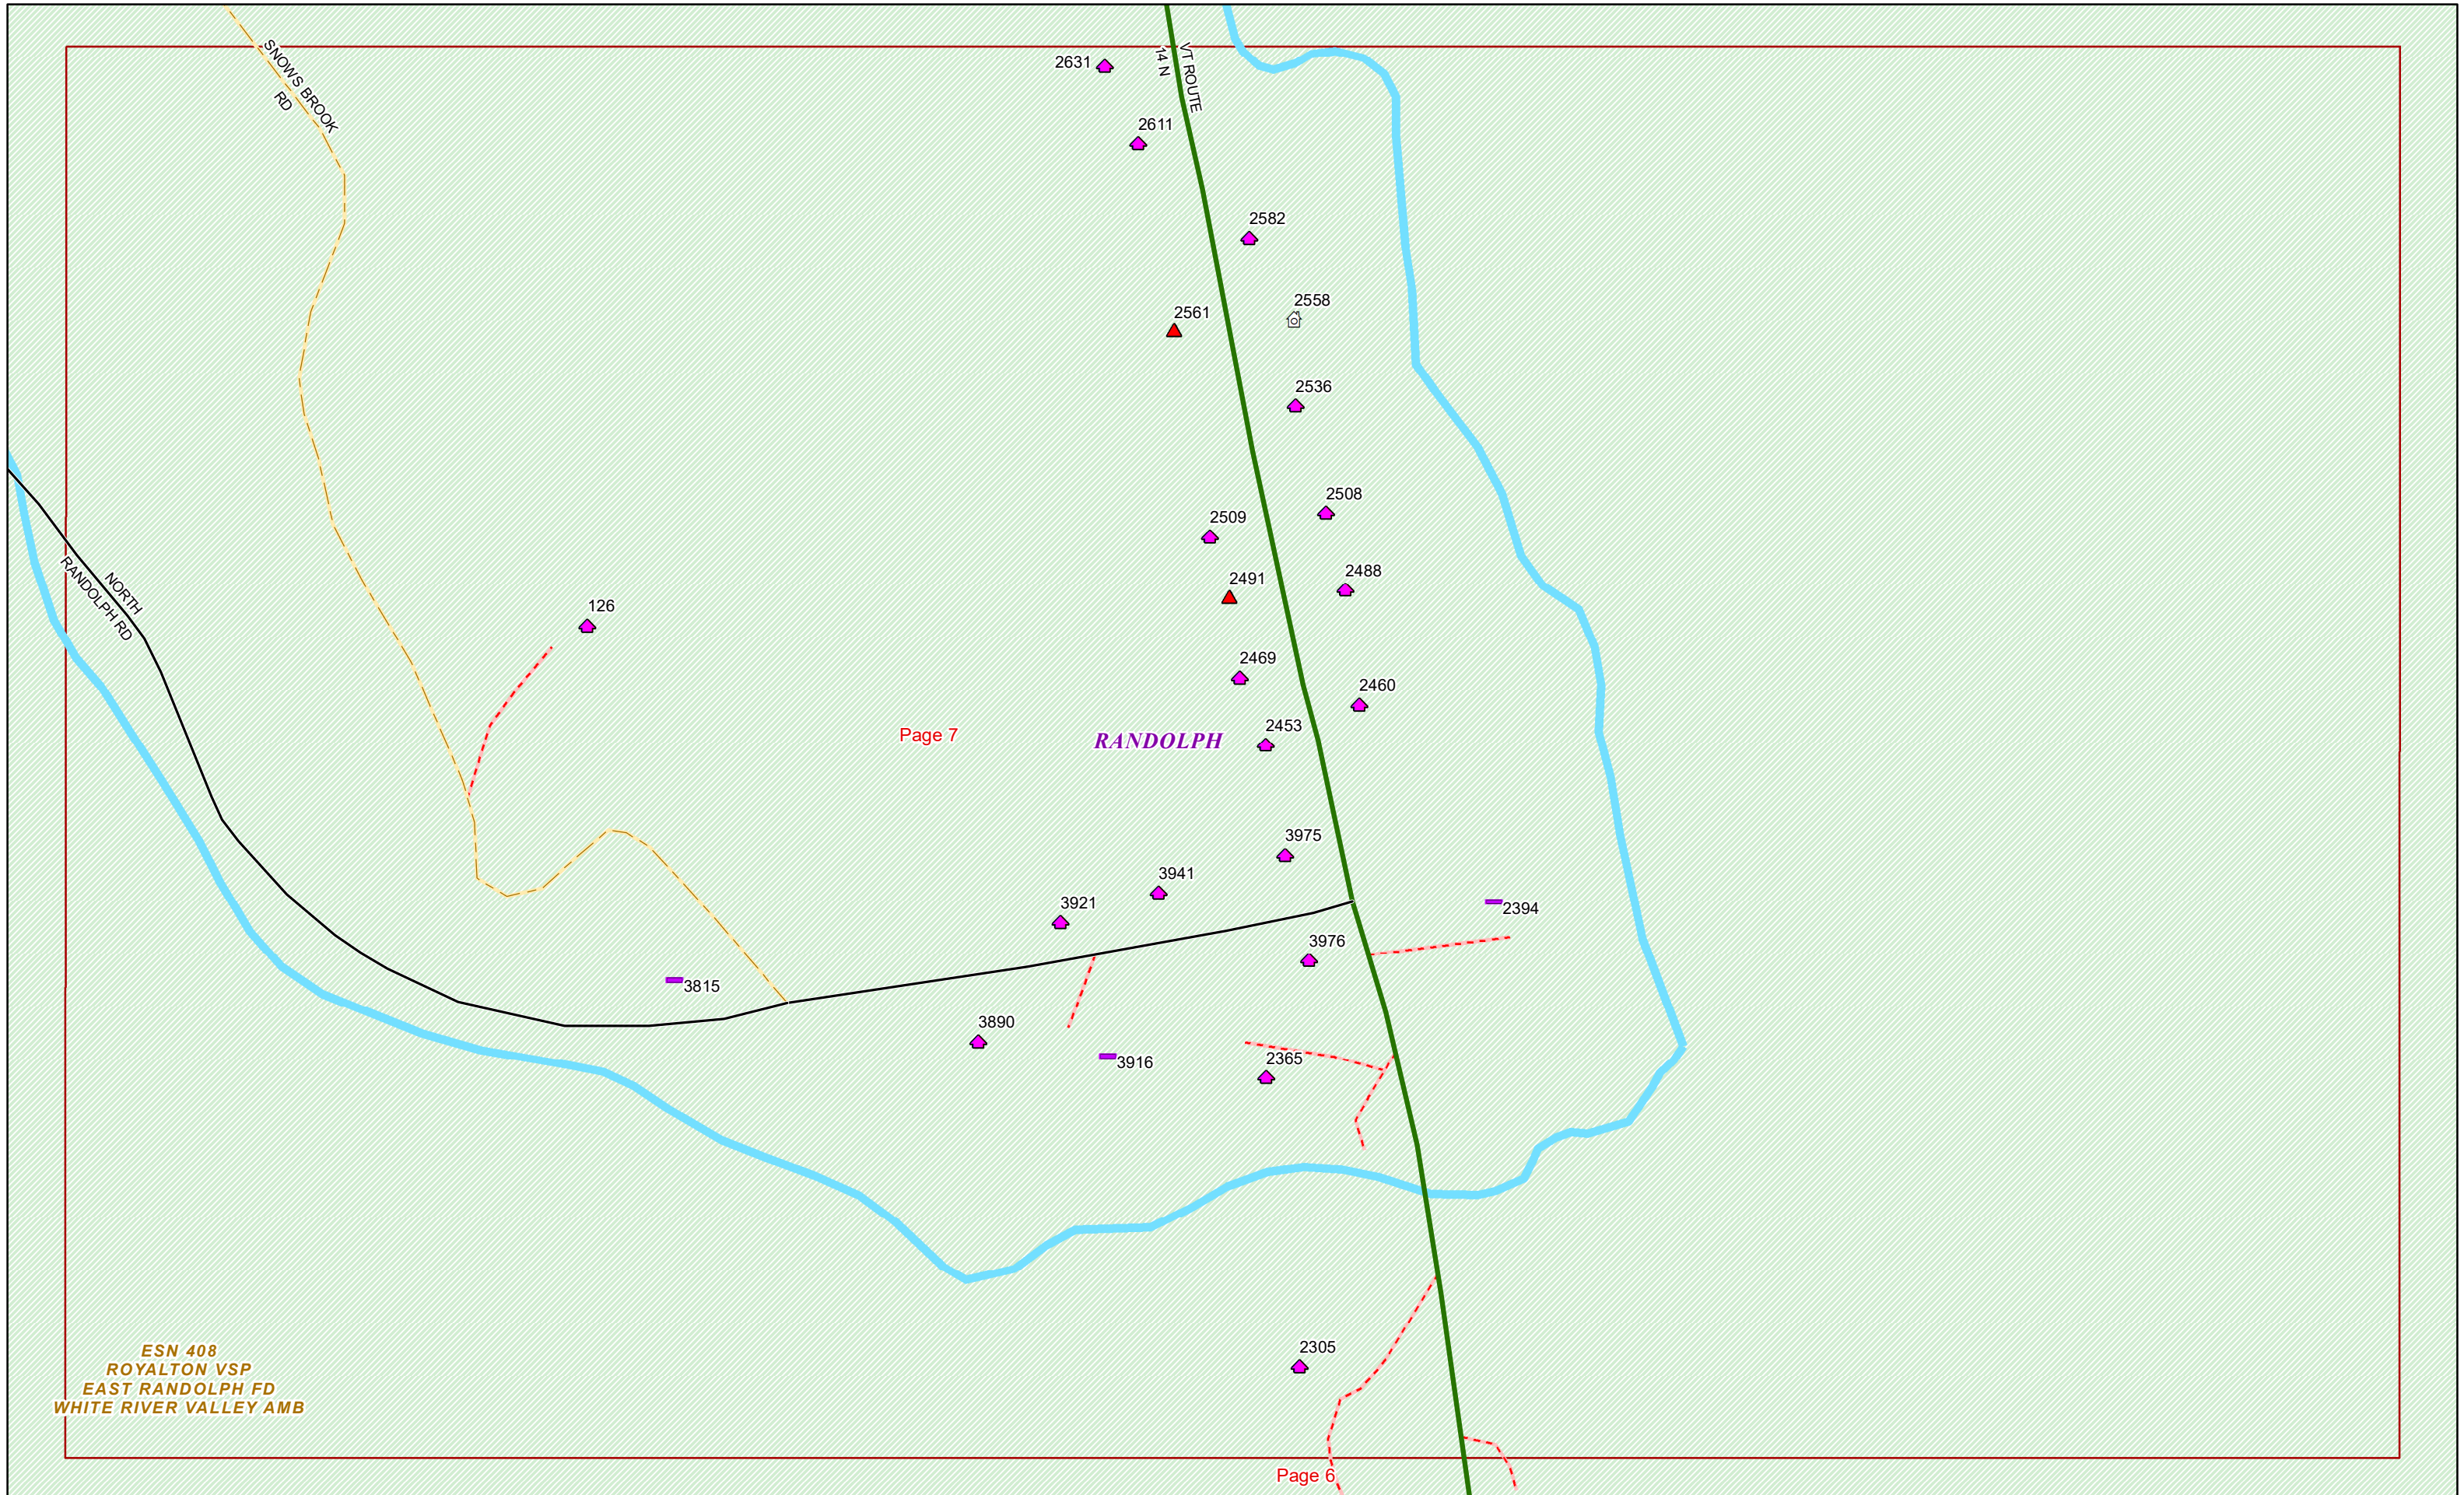 SNOWS BROOK
RD
14 N
VT ROUTE
2631
2611
2582
2558
2561
2536
2508
2509
2491
2488
NORTH
RANDOLPH RD
126
2469
2460
2453
Page 7
RANDOLPH
3975
3941
3921
2394
3976
3815
3890
3916
2365
2305
ESN 408
ROYALTON VSP
EAST RANDOLPH FD
WHITE RIVER VALLEY AMB
Page 6